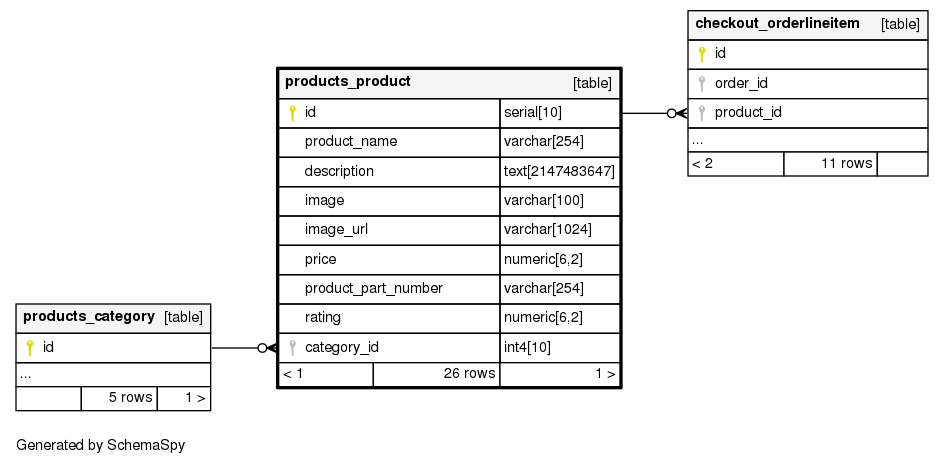 checkout_orderlineitem [table]
id
order_id
product_id
...
< 2 11 rows
products_product [table]
id serial[10]
product_name varchar[254]
description text[2147483647]
image varchar[100]
image_url varchar[1024]
price numeric[6,2]
product_part_number varchar[254]
rating numeric[6,2]
category_id int4[10]
< 1 26 rows 1 >
products_category [table]
id
...
5 rows 1 >
Generated by SchemaSpy